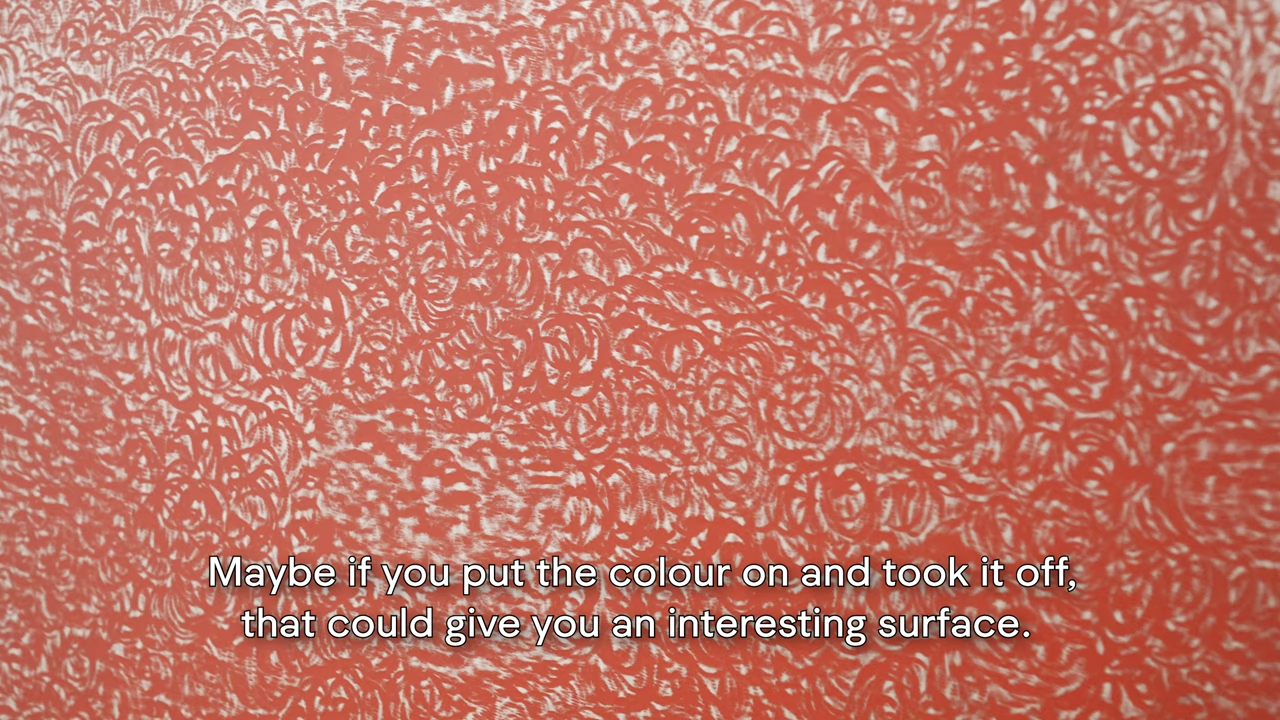 Maybe if you put the colour on and took it off,
that could give you an interesting surface.